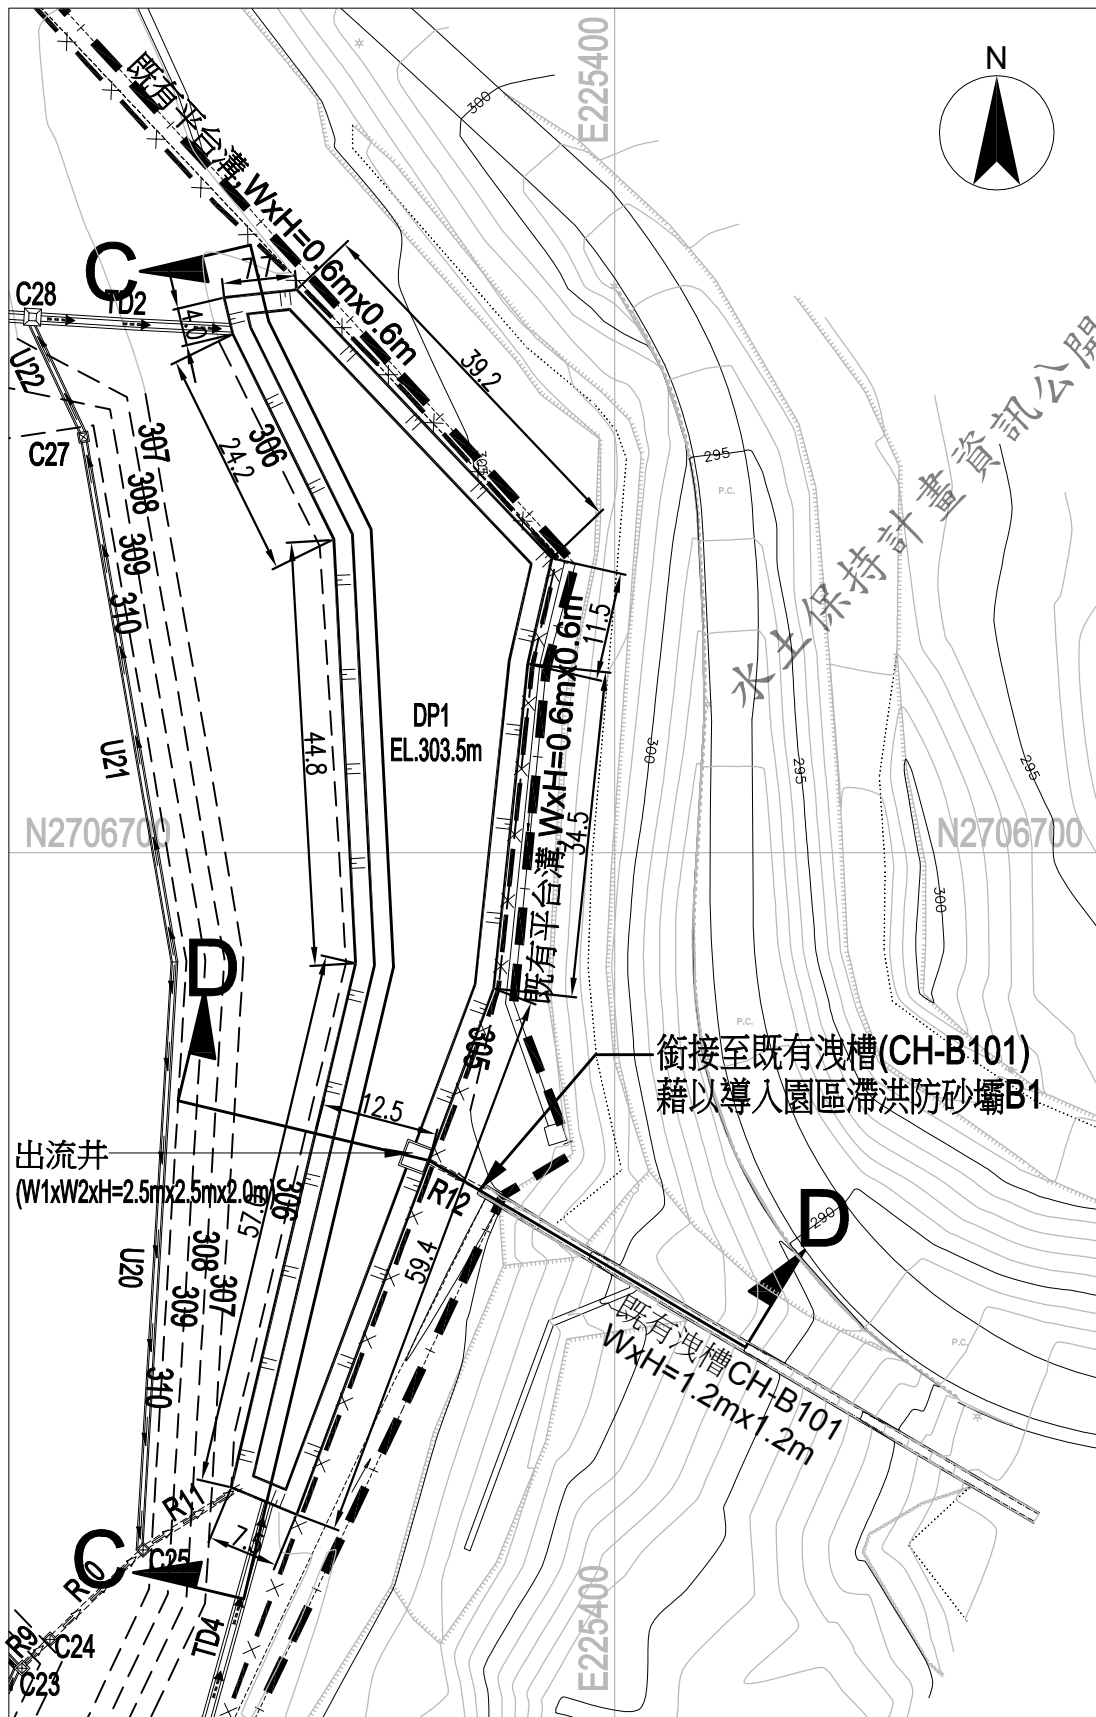 E225400
N
300
既有平台溝,WxH=0.6mx0.6m
C
C28
TD2
7.7
4.0
39.2
水土保持計畫資訊公開
U22
C27
307
306
24.2
305
295
P.C.
308
309
310
11.5
DP1
EL.303.5m
U21
44.8
300
295
295
34.5
既有平台溝,WxH=0.6mx0.6m
N2706700
N2706700
300
D
P.C.
305
銜接至既有洩槽(CH-B101)
藉以導入園區滯洪防砂壩B1
12.5
出流井
(W1xW2xH=2.5mx2.5mx2.0m)
R12
306
D
290
57.
59.4
U20
308
307
309
既有洩槽CH-B101
WxH=1.2mx1.2m
P.C.
310
R11
7.
C
C25
R10
TD4
E225400
R9
C24
C23